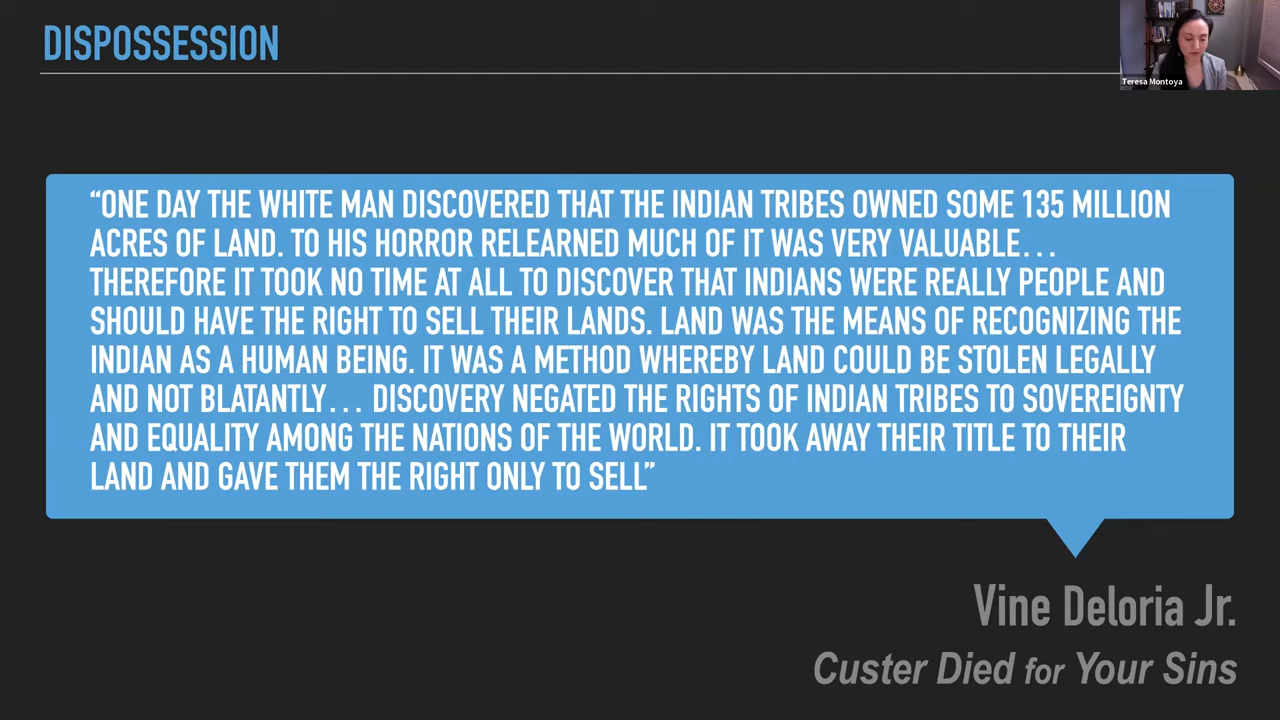 DISPOSSESSION
Teresa Montoya
“ONE DAY THE WHITE MAN DISCOVERED THAT THE INDIAN TRIBES OWNED SOME 135 MILLION
ACRES OF LAND. TO HIS HORROR RELEARNED MUCH OF IT WAS VERY VALUABLE...
THEREFORE IT TOOK NO TIME AT ALL TO DISCOVER THAT INDIANS WERE REALLY PEOPLE AND
SHOULD HAVE THE RIGHT TO SELL THEIR LANDS. LAND WAS THE MEANS OF RECOGNIZING THE
INDIAN AS A HUMAN BEING. IT WAS A METHOD WHEREBY LAND COULD BE STOLEN LEGALLY
AND NOT BLATANTLY... DISCOVERY NEGATED THE RIGHTS OF INDIAN TRIBES TO SOVEREIGNTY
AND EQUALITY AMONG THE NATIONS OF THE WORLD. IT TOOK AWAY THEIR TITLE TO THEIR
LAND AND GAVE THEM THE RIGHT ONLY TO SELL”
Vine Deloria Jr.
Custer Died for Your Sins